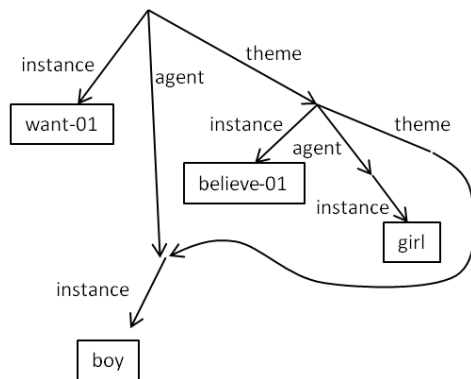 theme
instance
agent
want-01
instance
theme
agent
believe-01
instance
girl
instance
boy